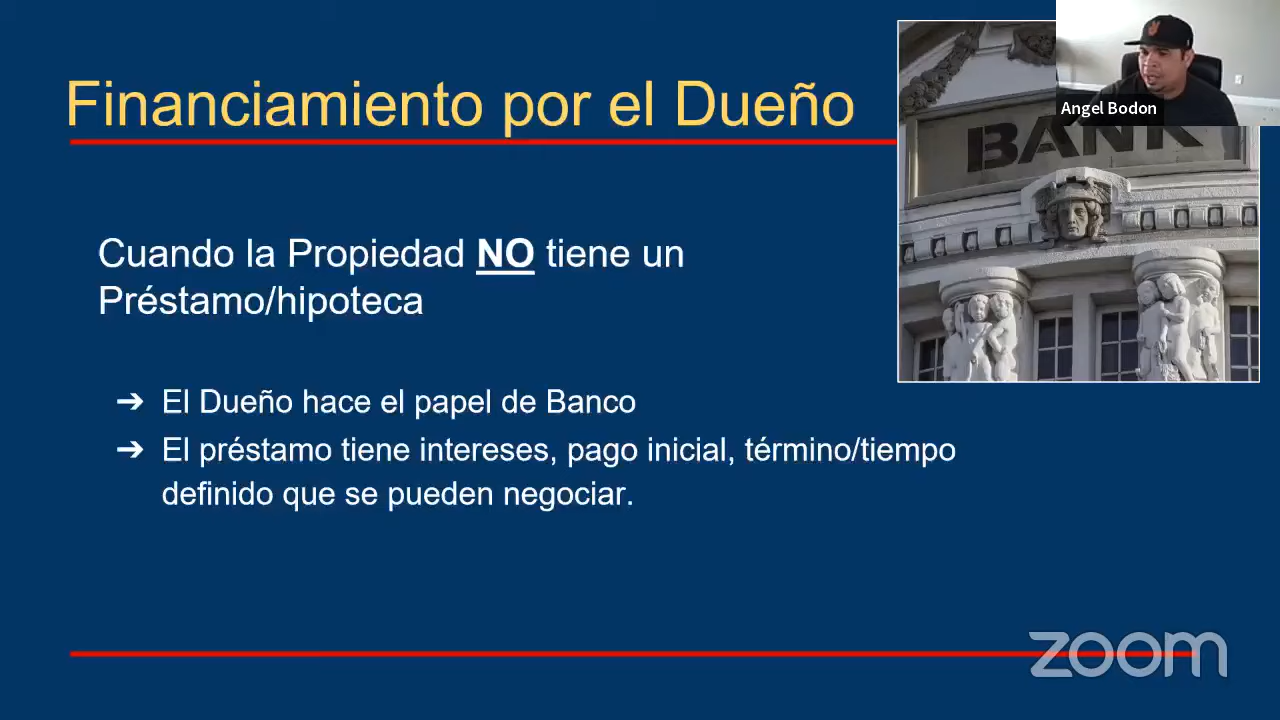 Financiamiento por el Dueño
BANK
Angel Bodon
Cuando la Propiedad NO tiene un
Préstamo/hipoteca
➔ El Dueño hace el papel de Banco
➔ El préstamo tiene intereses, pago inicial, término/tiempo
definido que se pueden negociar.
zoom